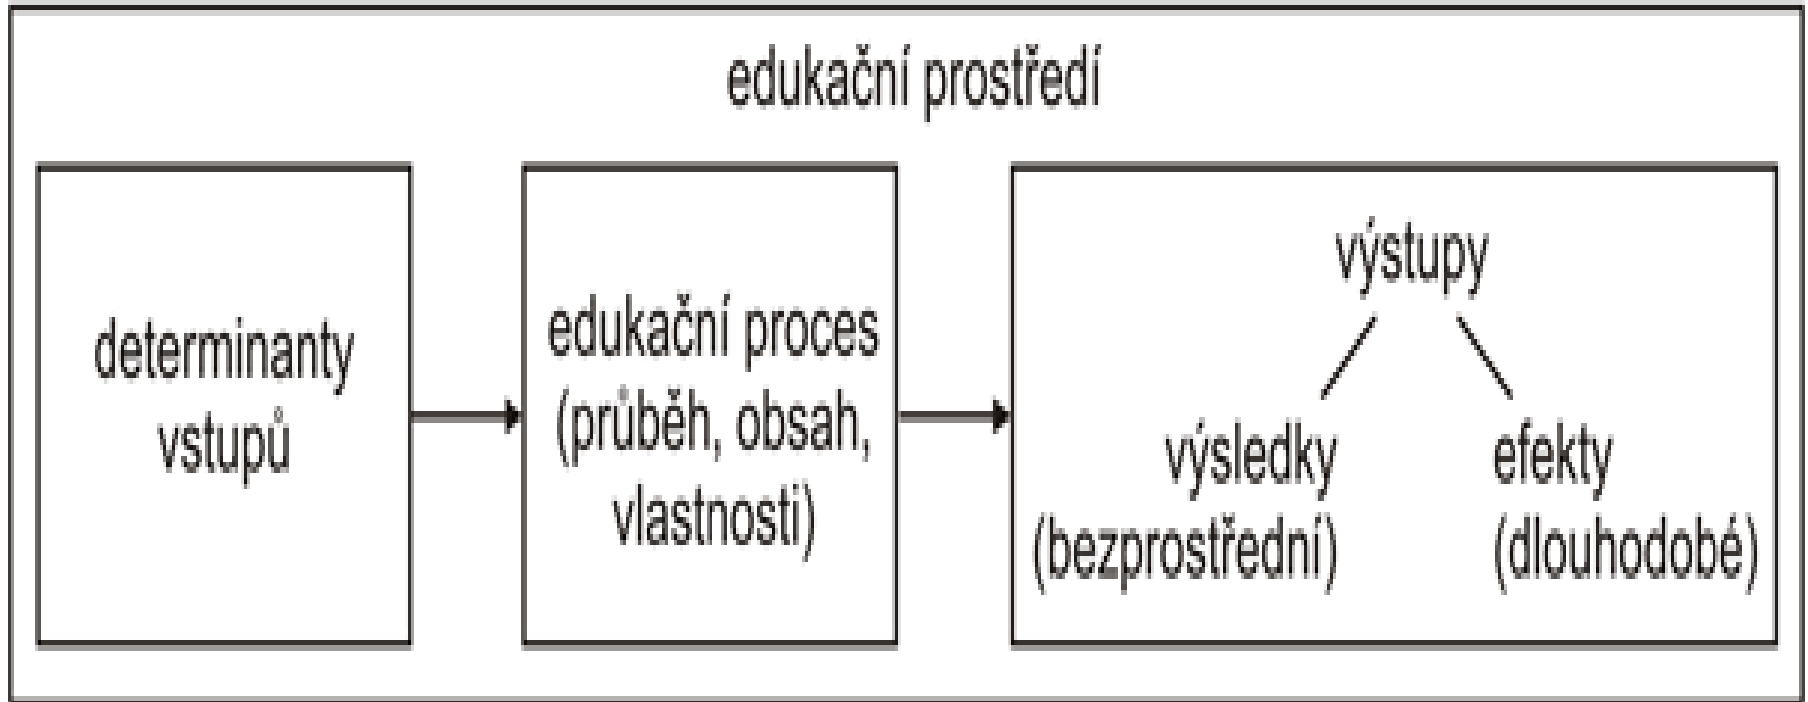 edukační prostředí
determinanty
vstupů
edukační proces
(průběh, obsah,
vlastnosti)
výstupy
výsledky
(bezprostřední)
efekty
(dlouhodobé)